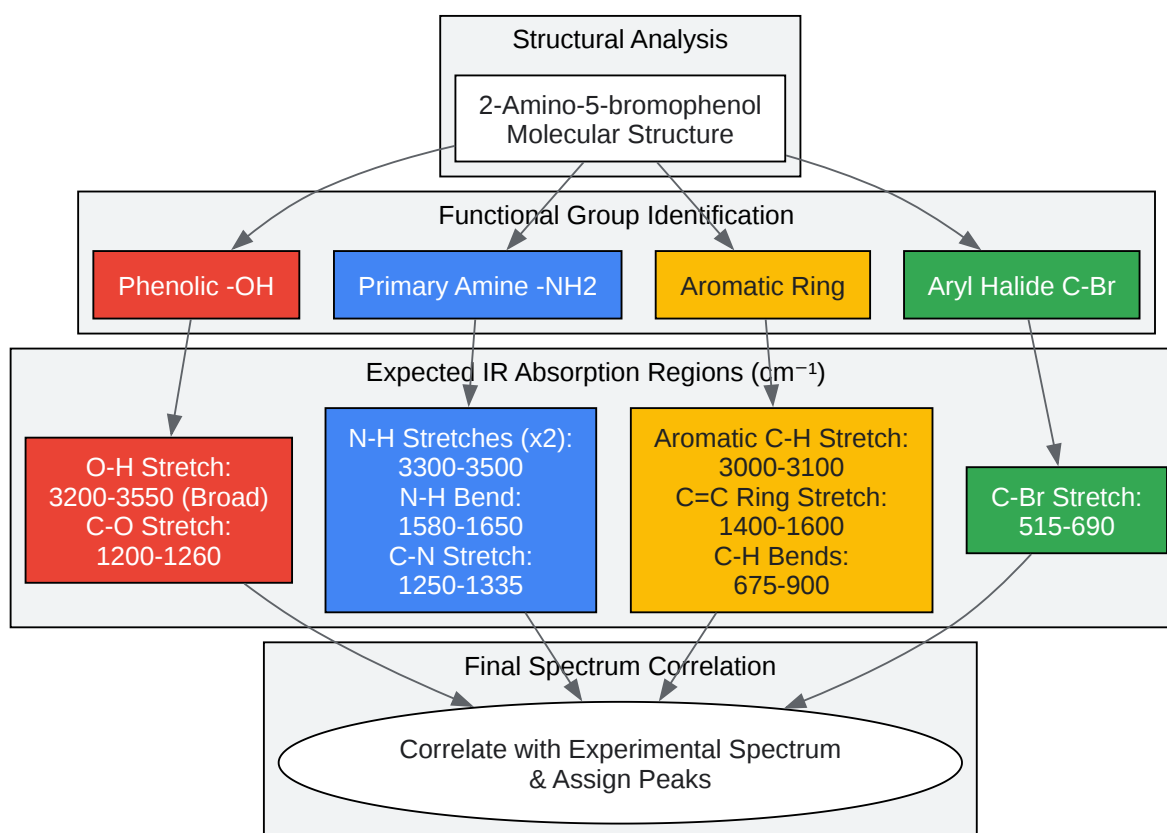 Structural Analysis
2-Amino-5-bromophenol
Molecular Structure
Functional Group Identification
Phenolic -OH
Primary Amine -NH2
Aromatic Ring
Aryl Halide C-Br
Expected IR Absorption Regions (cm⁻¹)
O-H Stretch:
3200-3550 (Broad)
C-O Stretch:
1200-1260
N-H Stretches (x2):
3300-3500
N-H Bend:
1580-1650
C-N Stretch:
1250-1335
Aromatic C-H Stretch:
3000-3100
C=C Ring Stretch:
1400-1600
C-H Bends:
675-900
C-Br Stretch:
515-690
Final Spectrum Correlation
Correlate with Experimental Spectrum
& Assign Peaks